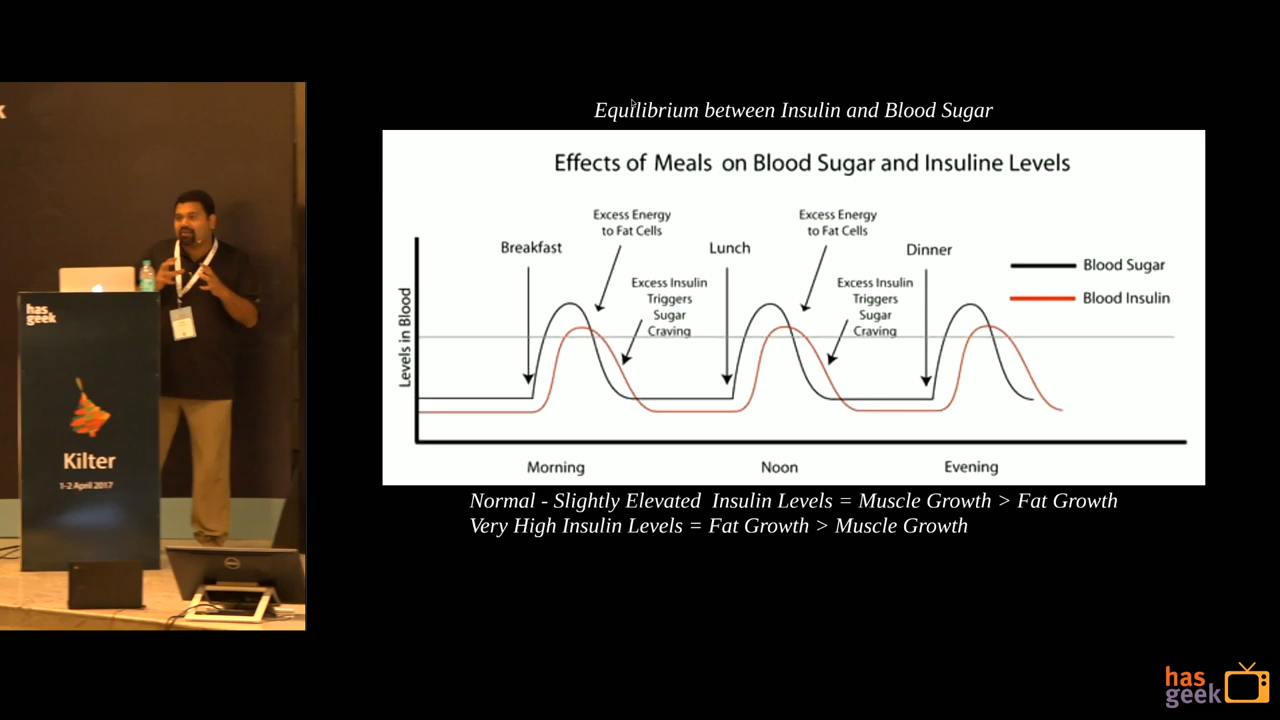 k
Equilibrium between Insulin and Blood Sugar
Effects of Meals on Blood Sugar and Insuline Levels
Excess Energy
to Fat Cells
Excess Energy
to Fat Cells
Breakfast
Lunch
Dinner
Blood Sugar
Blood Insulin
Excess Insulin
Triggers
Sugar
Craving
Excess Insulin
Triggers
Sugar
Craving
Levels in Blood
Morning
Noon
Evening
Normal - Slightly Elevated Insulin Levels = Muscle Growth > Fat Growth
Very High Insulin Levels = Fat Growth > Muscle Growth
has
geek
Kilter
1-2 April 2017
DELL
has
geek